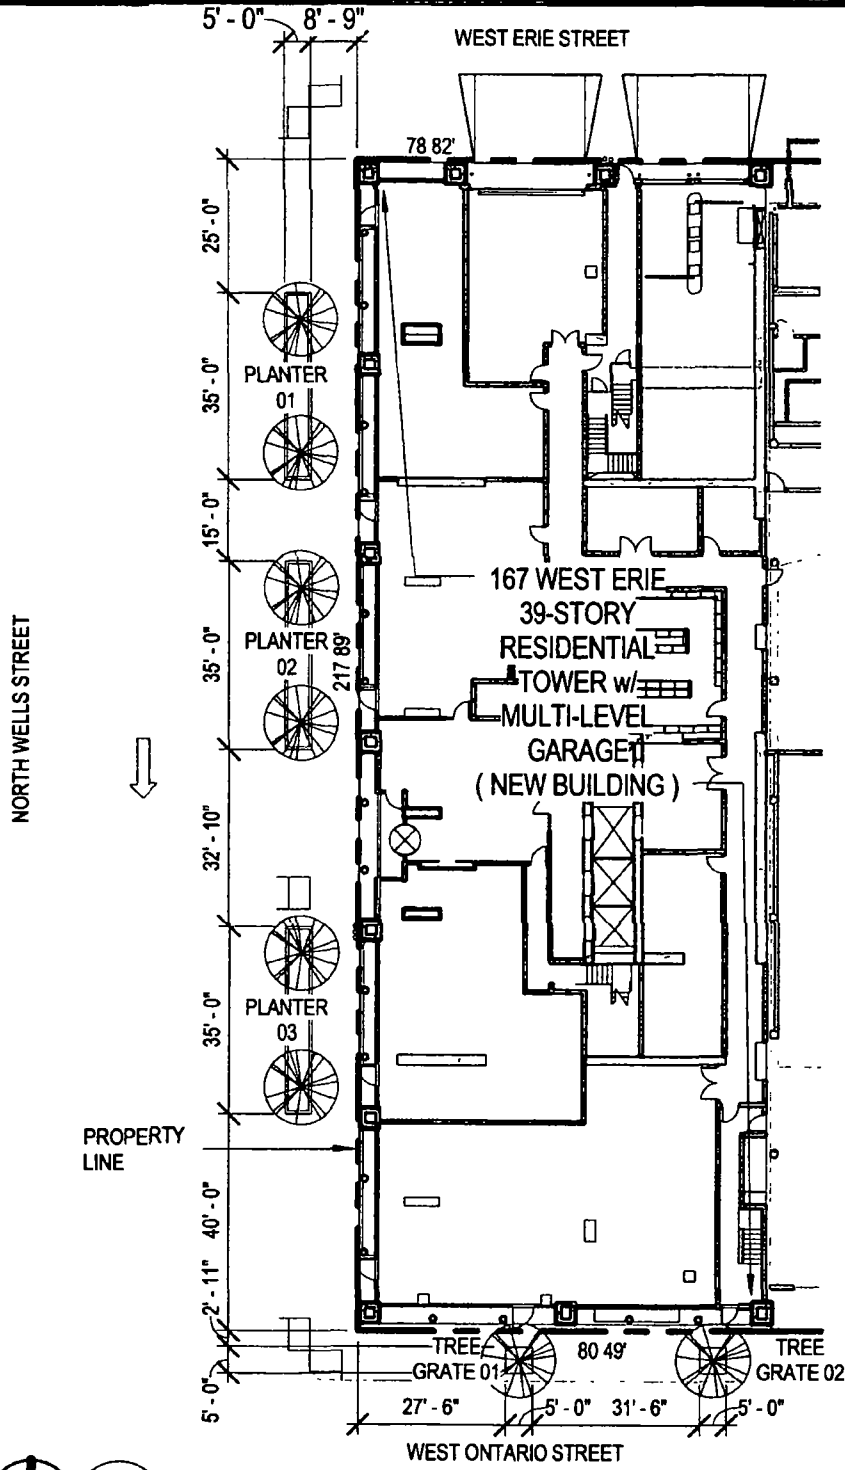 5' - 0" 8' - 9"
WEST ERIE STREET
78 82'
25' - 0"
PLANTER
01
35' - 0"
15' - 0"
167 WEST ERIE
39-STORY
RESIDENTIAL
TOWER w/
MULTI-LEVEL
GARAGE
( NEW BUILDING )
PLANTER
02
217 89'
35' - 0"
NORTH WELLS STREET
32' - 10"
PLANTER
03
35' - 0"
PROPERTY
LINE
40' - 0"
2' - 11"
5' - 0"
TREE
GRATE 01
80 49'
TREE
GRATE 02
27' - 6" 5' - 0" 31' - 6" 5' - 0"
WEST ONTARIO STREET